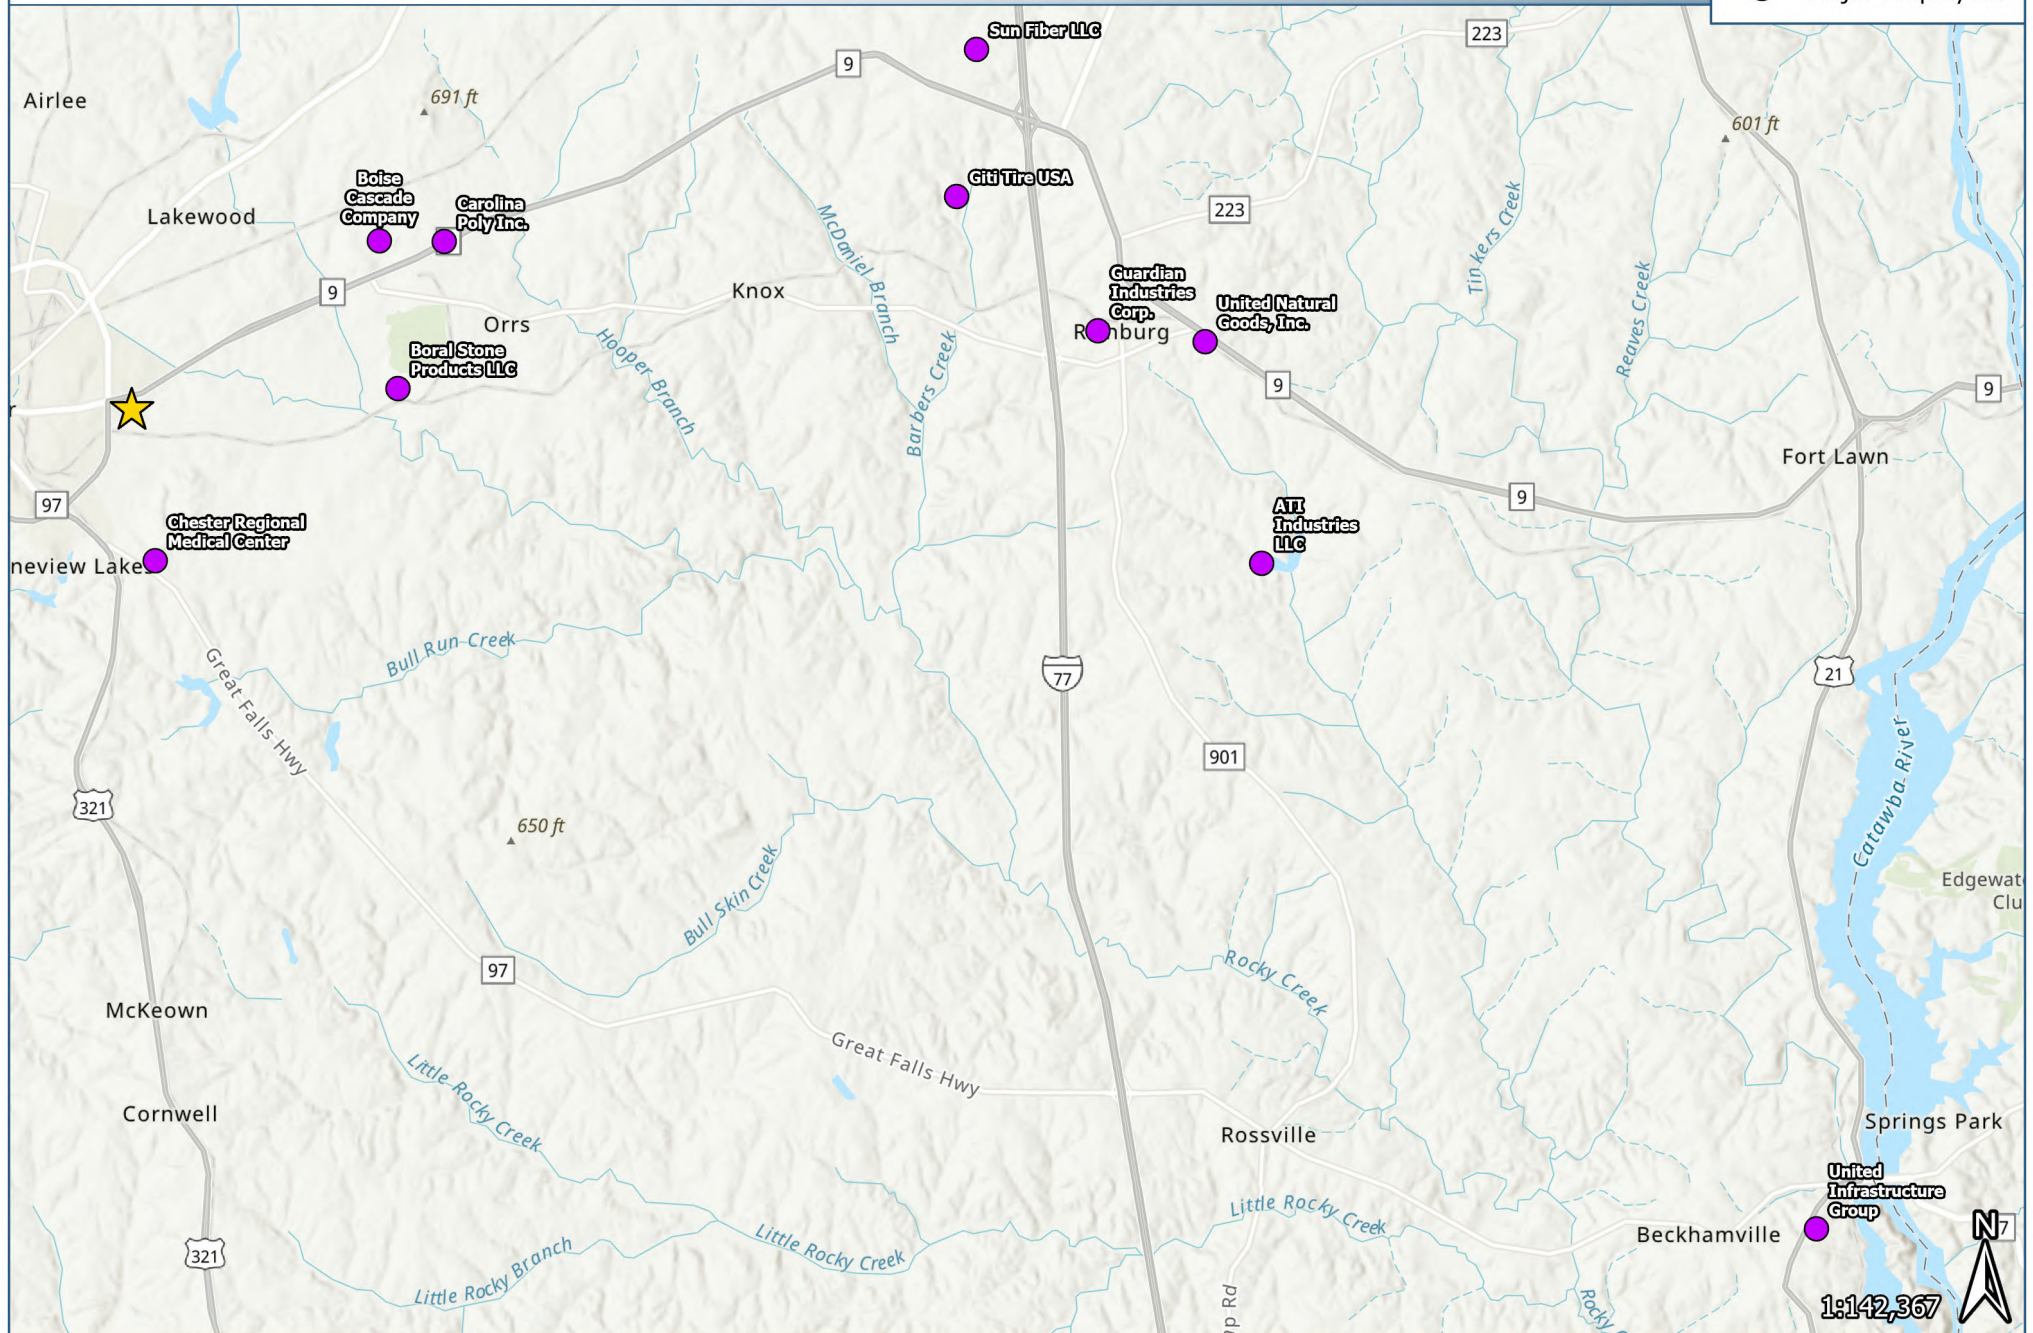 Sun Fiber LLC
223
9
Airlee
691 ft
601 ft
Boise
Cascade
Company
Carolina
Poly Inc.
Giti Tire USA
Lakewood
223
McDaniel Branch
Tinkers Creek
Reaves Creek
Guardian
Industries
Corp.
United Natural
Goods, Inc.
9
Knox
Orrs
Hooper Branch
Barbers Creek
Boral Stone
Products LLC
9
9
Fort Lawn
97
9
Chester Regional
Medical Center
ATI
Industries
LLC
neview Lakes
Bull Run Creek
Great Falls Hwy
77
21
901
Catawba River
321
650 ft
Bull Skin Creek
Edgewat
Clu
97
Rocky Creek
McKeown
Great Falls Hwy
Little Rocky Creek
Cornwell
Rossville
Springs Park
United
Infrastructure
Group
Little Rocky Creek
Beckhamville
N
7
321
Little Rocky Creek
Little Rocky Branch
Rocky
1:142,367
Rd